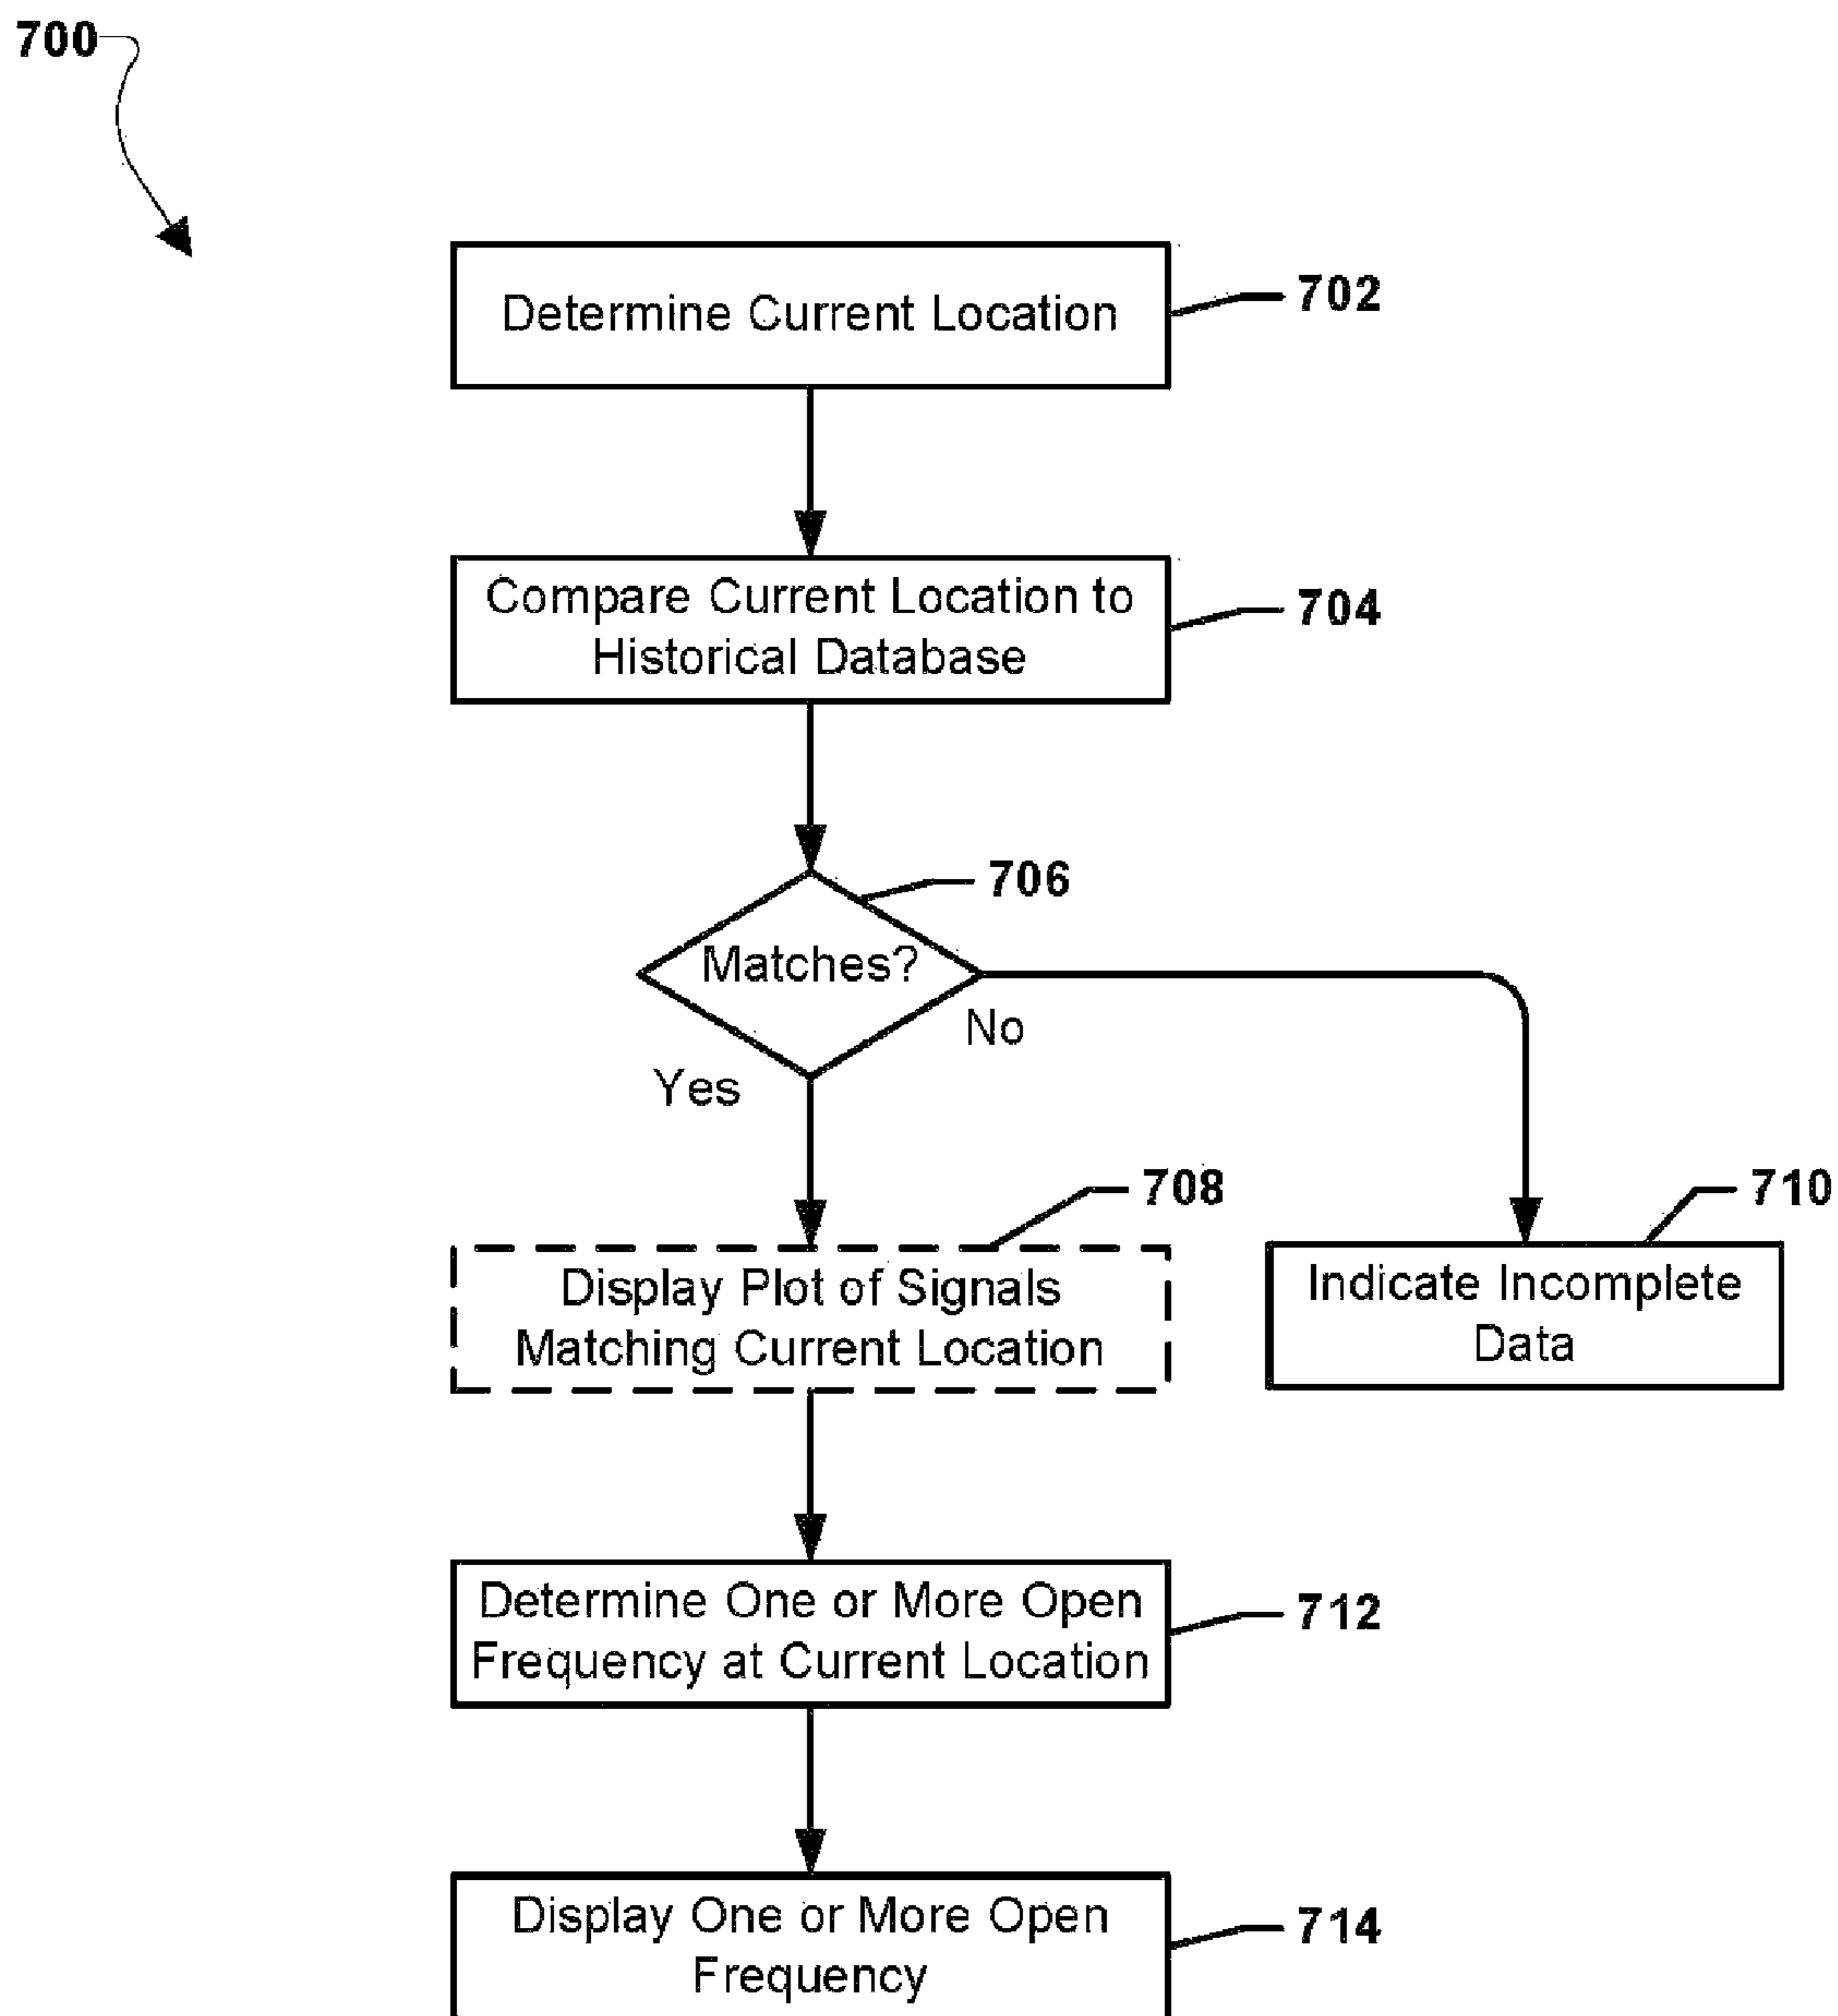 700
Determine Current Location
702
Compare Current Location to
Historical Database
704
706
Matches?
No
Yes
708
710
Display Plot of Signals
Matching Current Location
Indicate Incomplete
Data
Determine One or More Open
Frequency at Current Location
712
Display One or More Open
Frequency
714